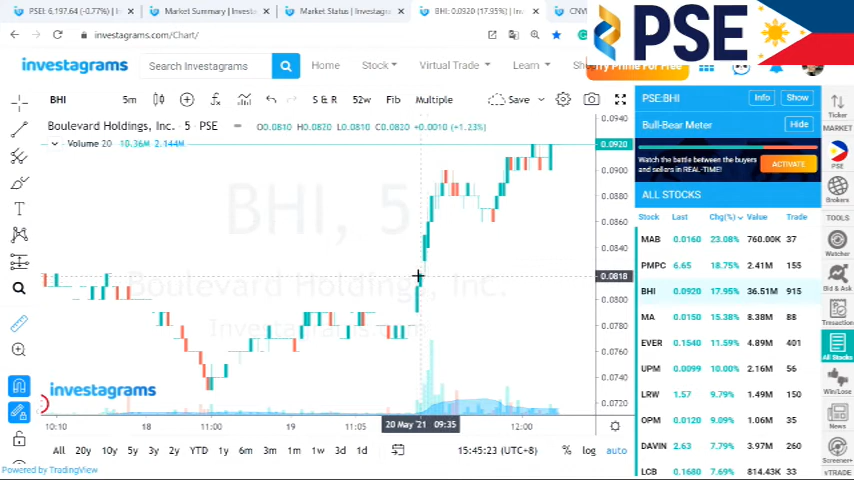 PSEI: 6,197.64 (-0.77%) | Inv
Market Summary | Investa
Market Status | Investagra
BHI: 0.0920 (17.95%) | Inve
CNV
PSE
investagrams.com/Chart/
investagrams
Search Investagrams
Home
Stock
Virtual Trade
Learn
Try Prime For Free
BHI
5m
S & R
52w
Fib
Multiple
Save
Boulevard Holdings, Inc. 5 PSE
O0.0810 H0.0820 L0.0810 C0.0820 +0.0010 (+1.23%)
Volume 20 10.36M 2.144M
BHI, 5
Boulevard Holdings, Inc.
investagrams
0.0940
0.0920
0.0900
0.0880
0.0860
0.0840
0.0818
0.0800
0.0780
0.0760
0.0740
0.0720
10:10
18
11:00
19
11:00
20 May '21 09:35
12:00
All 20y 10y 5y 3y 2y YTD 1y 6m 3m 1m 1w 3d 1d
15:45:23 (UTC+8)
% log auto
Powered by TradingView
PSE:BHI
Info
Show
Bull-Bear Meter
Hide
Watch the battle between the buyers
and sellers in REAL-TIME!
ACTIVATE
ALL STOCKS
Stock Last Chg(%) Value Trade
MAB 0.0160 23.08% 760.00K 37
PMPC 6.65 18.75% 2.41M 155
BHI 0.0920 17.95% 36.51M 915
MA 0.0150 15.38% 8.38M 88
EVER 0.1540 11.59% 4.89M 401
UPM 0.0099 10.00% 2.16M 56
LRW 1.57 9.79% 1.49M 150
OPM 0.0120 9.09% 1.06M 35
DAVIN 2.63 7.79% 3.97M 260
LCB 0.1680 7.69% 814.43K 33
Ticker
MARKET
PSE
Brokers
TOOLS
Watcher
Bid & Ask
Transaction
All Stocks
Win/Lose
News
Screener+
vTRADE